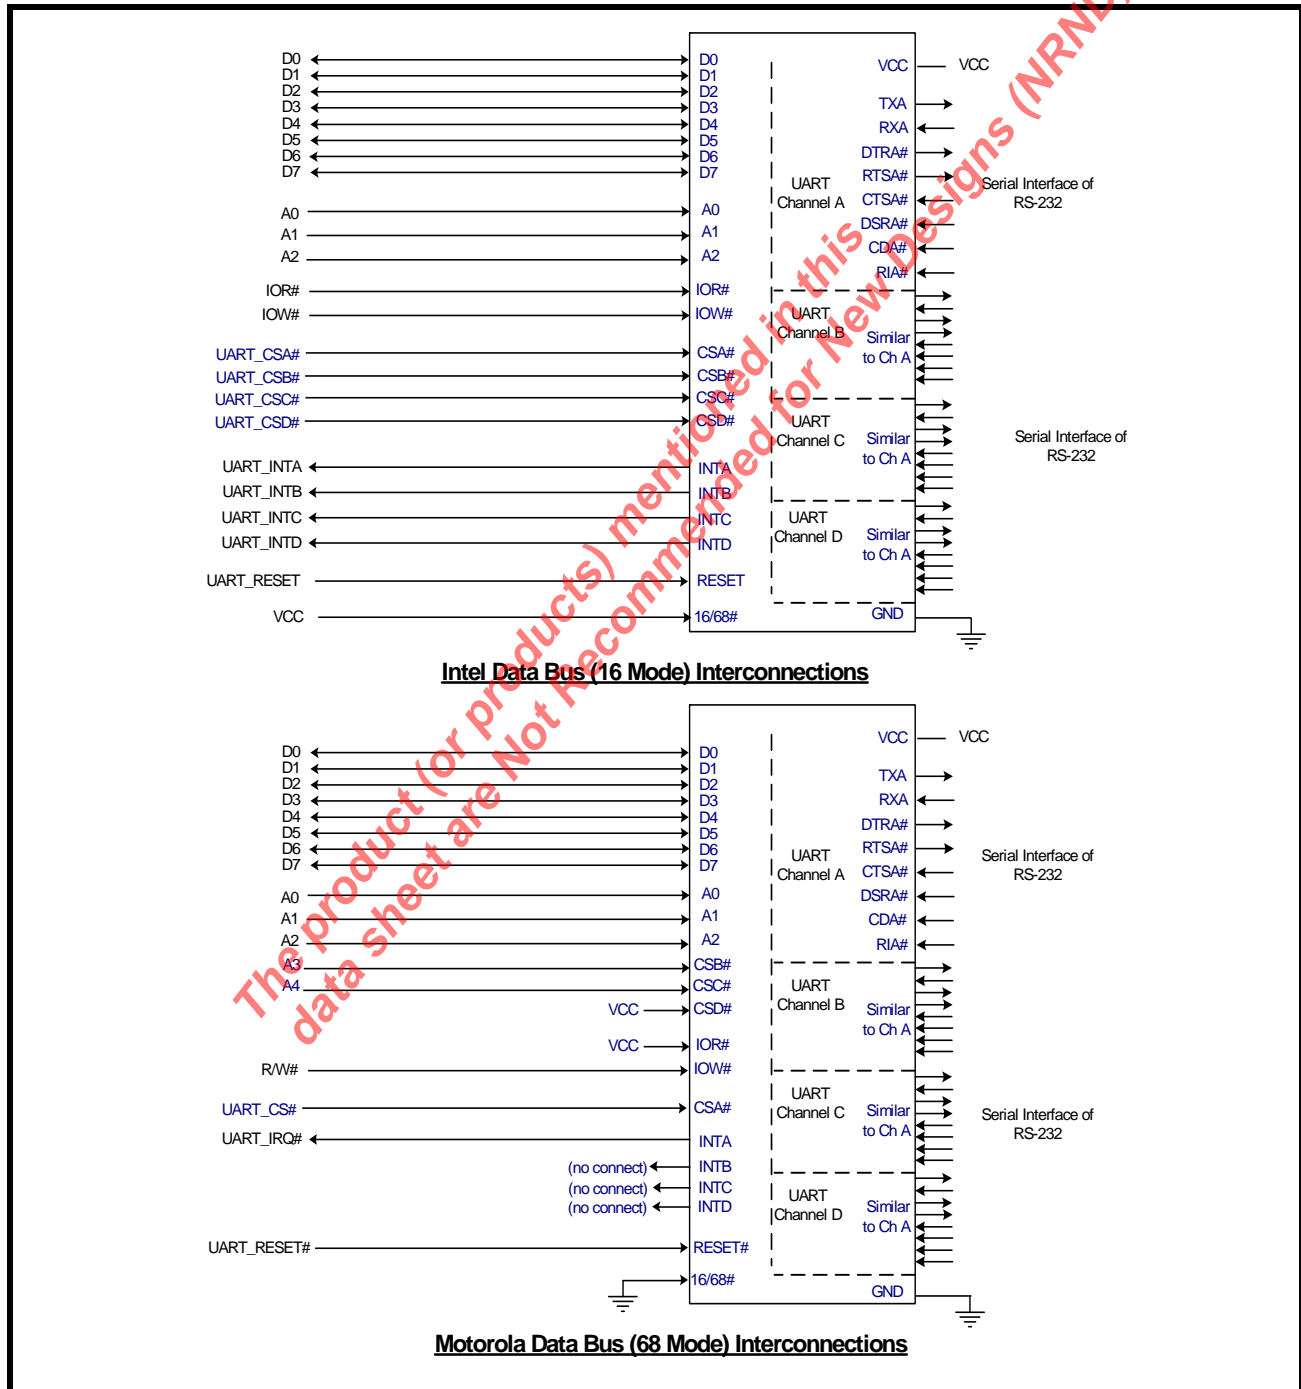 D0 D0 VCC VCC
D1 D1
D2 D2
D3 D3 TXA
D4 D4 RXA
D5 D5 DTRA#
D6 D6 RTSA#
D7 D7 UART Channel A CTSA# Serial Interface of RS-232
DSRA#
A0 A0 CDA#
A1 A1 RIA#
A2 A2
IOR# IOR#
IOW# IOW# UART Channel B Similar to Ch A
UART_CSA# CSA#
UART_CSB# CSB#
UART_CSC# CSC#
UART_CSD# CSD# UART Channel C Similar to Ch A Serial Interface of RS-232
UART_INTA INTA
UART_INTB INTB
UART_INTC INTC UART Channel D Similar to Ch A
UART_INTD INTD
UART_RESET RESET
VCC 16/68# GND
Intel Data Bus (16 Mode) Interconnections
D0 D0 VCC VCC
D1 D1
D2 D2 TXA
D3 D3 RXA
D4 D4 DTRA#
D5 D5 RTSA#
D6 D6 UART Channel A CTSA# Serial Interface of RS-232
D7 D7 DSRA#
A0 A0 CDA#
A1 A1 RIA#
A2 A2
A3 CSB#
A4 CSC# UART Channel B Similar to Ch A
VCC CSD#
VCC IOR#
R/W# IOW#
UART_CS# CSA# UART Channel C Similar to Ch A Serial Interface of RS-232
UART_IRQ# INTA
(no connect) INTB
(no connect) INTC UART Channel D Similar to Ch A
(no connect) INTD
UART_RESET# RESET#
16/68# GND
Motorola Data Bus (68 Mode) Interconnections
The product (or products) mentioned in this
data sheet are Not Recommended for New Designs (NRND)